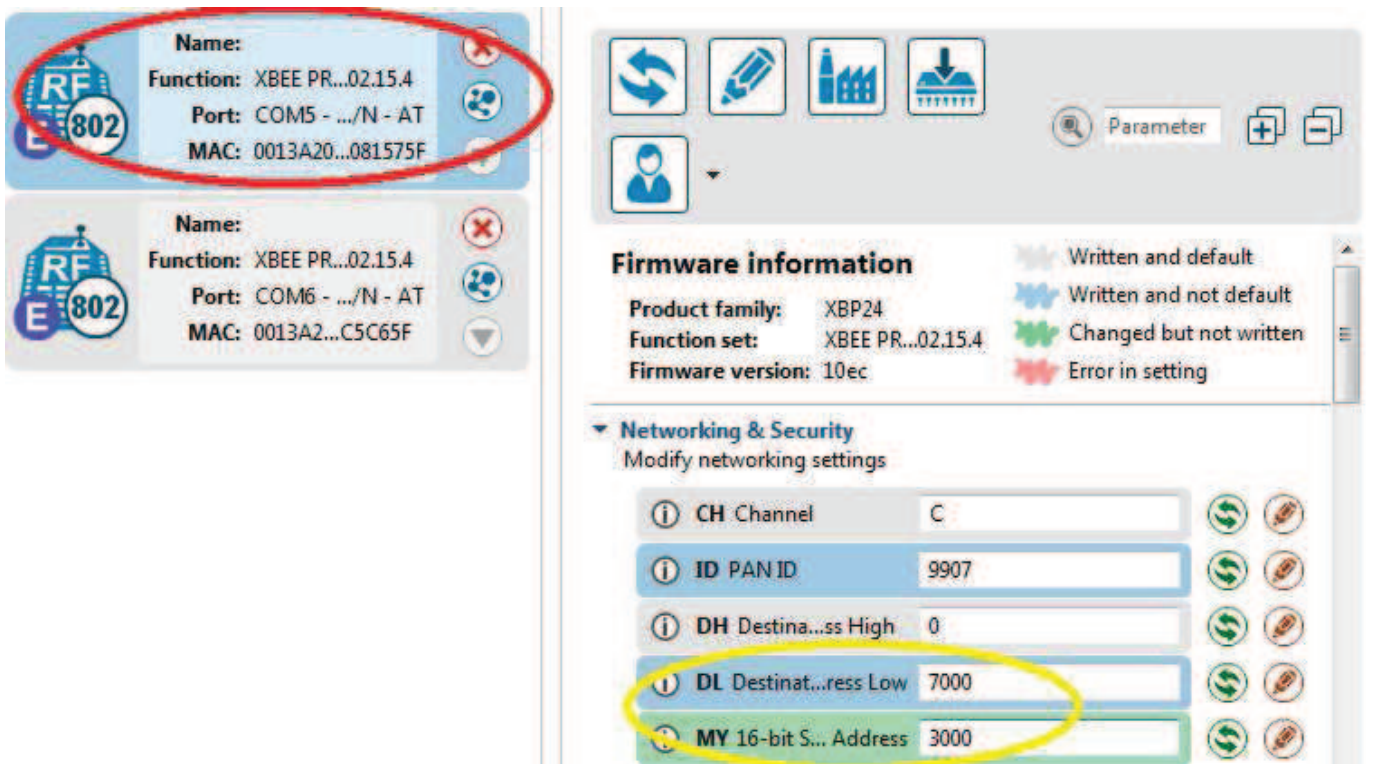 Name:
Function: XBEE PR...02.15.4
Port: COM5 - .../N - AT
MAC: 0013A20...081575F
RF
E
802
Name:
Function: XBEE PR...02.15.4
Port: COM6 - .../N - AT
MAC: 0013A2...C5C65F
RF
E
802
Parameter
Firmware information
Product family: XBP24
Function set: XBEE PR...02.15.4
Firmware version: 10ec
Written and default
Written and not default
Changed but not written
Error in setting
Networking & Security
Modify networking settings
CH Channel C
ID PAN ID 9907
DH Destina...ss High 0
DL Destinat...ress Low 7000
MY 16-bit S... Address 3000